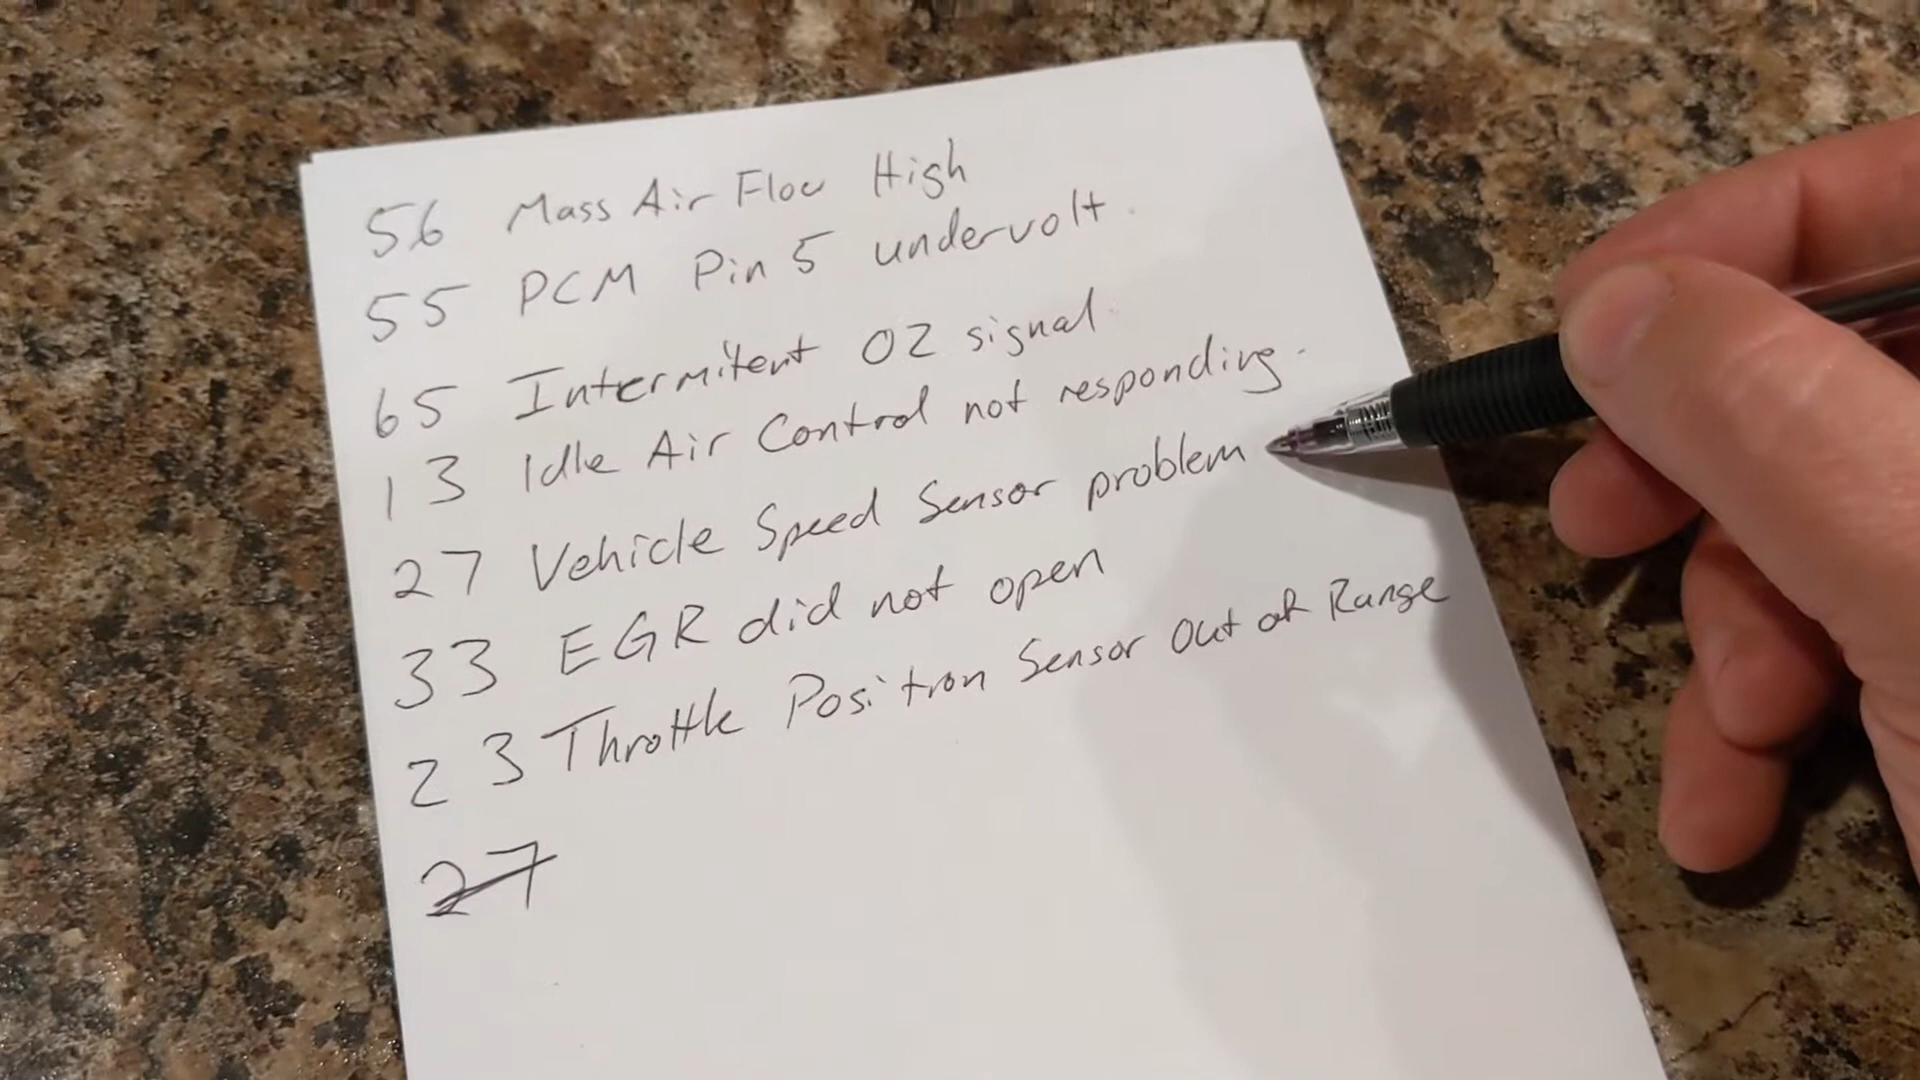 56 Mass Air Flow High
55 PCM Pin 5 undervolt.
65 Intermitent O2 signal.
13 Idle Air Control not responding.
27 Vehicle Speed Sensor problem
33 EGR did not open
23 Throttle Position Sensor Out of Range
27